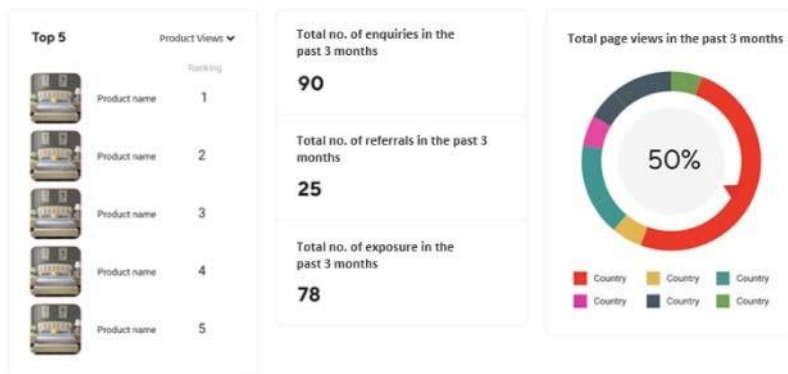 Top 5
Product Views
Ranking
Product name 1
Product name 2
Product name 3
Product name 4
Product name 5
Total no. of enquiries in the
past 3 months
90
Total no. of referrals in the past 3
months
25
Total no. of exposure in the
past 3 months
78
Total page views in the past 3 months
50%
Country Country Country
Country Country Country